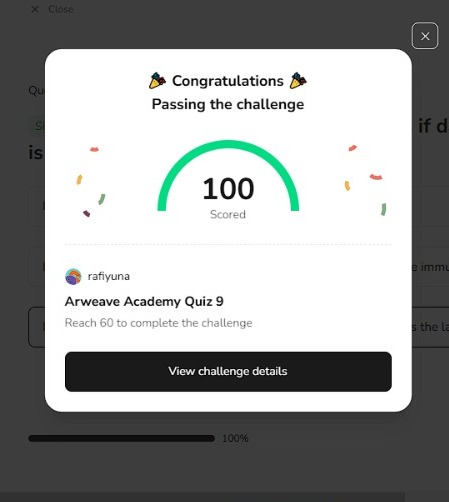 Close
Congratulations
Passing the challenge
100
Scored
rafiyuna
Arweave Academy Quiz 9
Reach 60 to complete the challenge
View challenge details
if d
is
e immu
s the la
100%